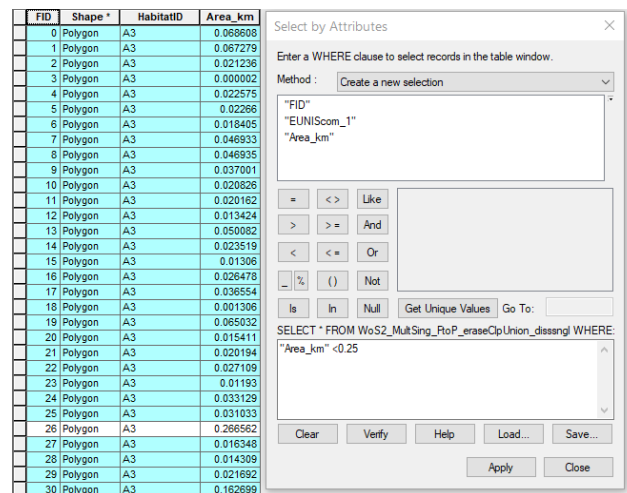 FID Shape * HabitatID Area_km
0 Polygon A3 0.068608
1 Polygon A3 0.067279
2 Polygon A3 0.021236
3 Polygon A3 0.000002
4 Polygon A3 0.022575
5 Polygon A3 0.02266
6 Polygon A3 0.018405
7 Polygon A3 0.046933
8 Polygon A3 0.046935
9 Polygon A3 0.037001
10 Polygon A3 0.020826
11 Polygon A3 0.020162
12 Polygon A3 0.013424
13 Polygon A3 0.050082
14 Polygon A3 0.023519
15 Polygon A3 0.01306
16 Polygon A3 0.026478
17 Polygon A3 0.036554
18 Polygon A3 0.001306
19 Polygon A3 0.065032
20 Polygon A3 0.015411
21 Polygon A3 0.020194
22 Polygon A3 0.027109
23 Polygon A3 0.01193
24 Polygon A3 0.033129
25 Polygon A3 0.031033
26 Polygon A3 0.266562
27 Polygon A3 0.016348
28 Polygon A3 0.014309
29 Polygon A3 0.021692
30 Polygon A3 0.162699
Select by Attributes
Enter a WHERE clause to select records in the table window.
Method : Create a new selection
"FID"
"EUNIScom_1"
"Area_km"
= <> Like
> > = And
< < = Or
_ % () Not
Is In Null Get Unique Values Go To:
SELECT * FROM WoS2_MultSing_PtoP_eraseClpUnion_disssngl WHERE:
"Area_km" <0.25
Clear Verify Help Load... Save...
Apply Close